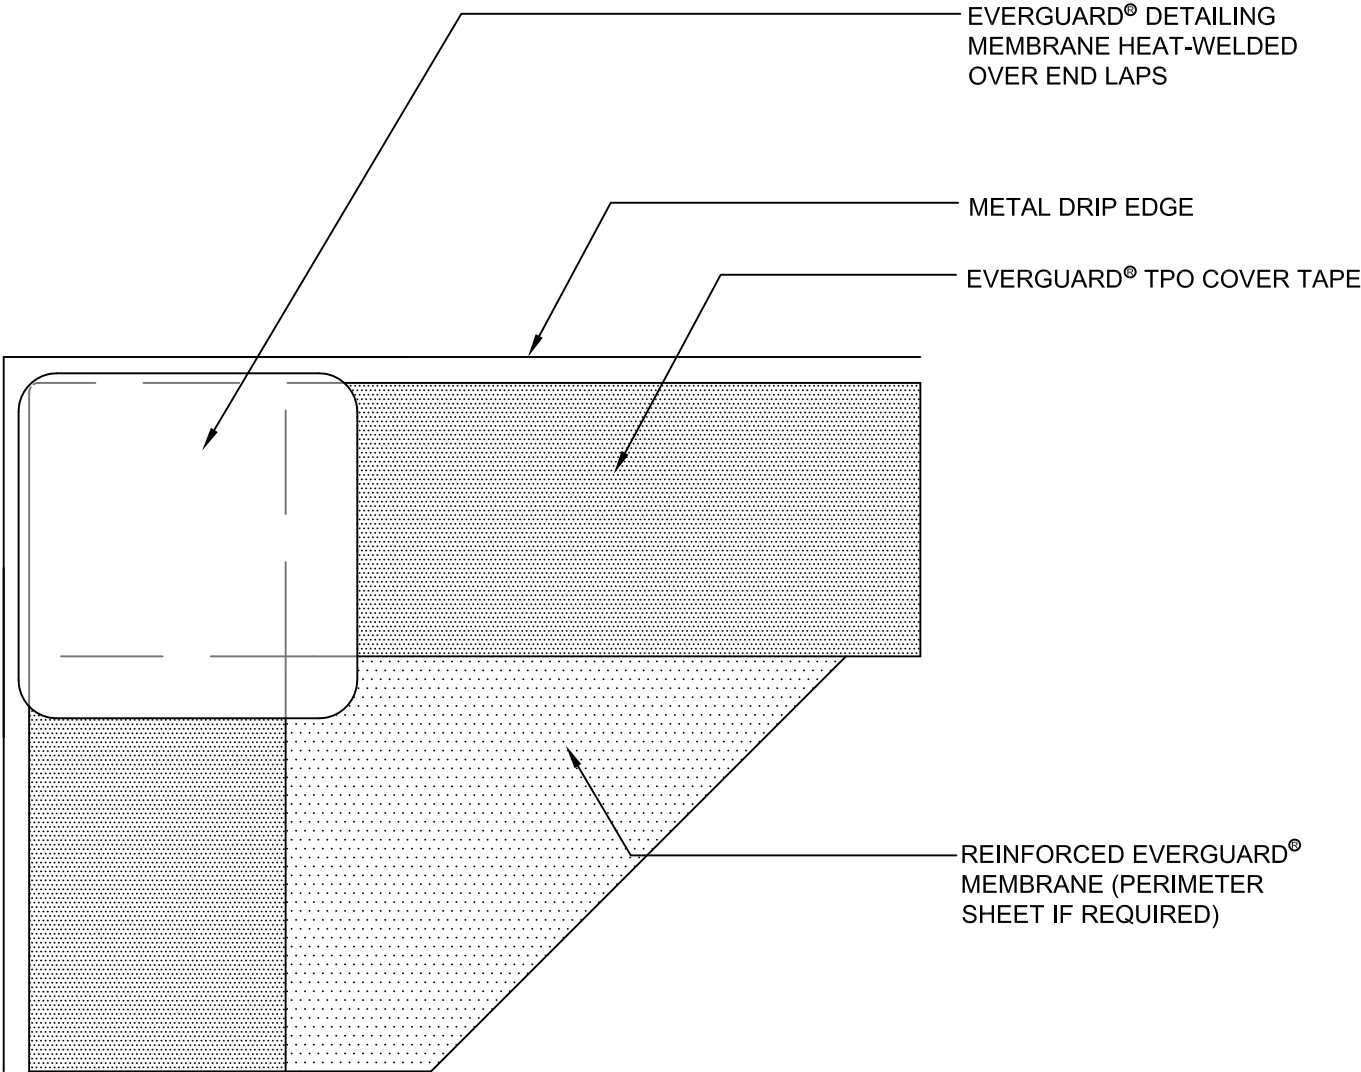 EVERGUARD® DETAILING
MEMBRANE HEAT-WELDED
OVER END LAPS
METAL DRIP EDGE
EVERGUARD® TPO COVER TAPE
REINFORCED EVERGUARD®
MEMBRANE (PERIMETER
SHEET IF REQUIRED)